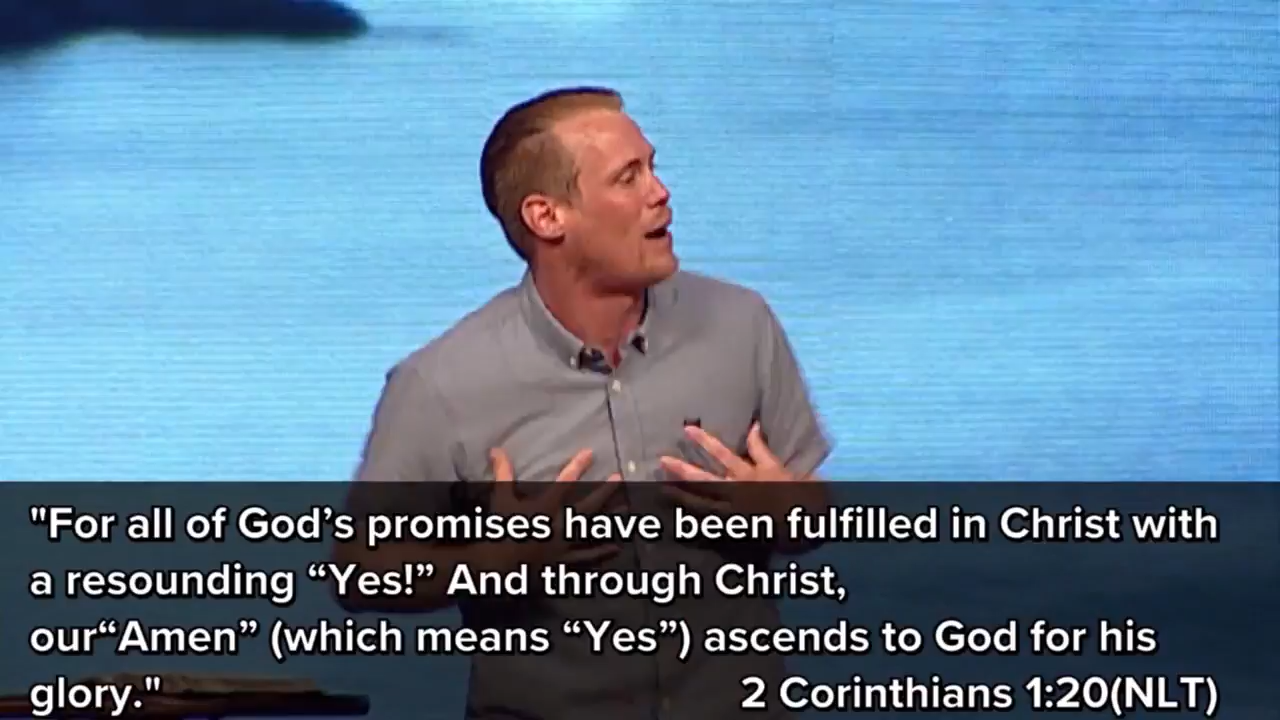 "For all of God’s promises have been fulfilled in Christ with
a resounding “Yes!” And through Christ,
our“Amen” (which means “Yes”) ascends to God for his
glory." 2 Corinthians 1:20(NLT)